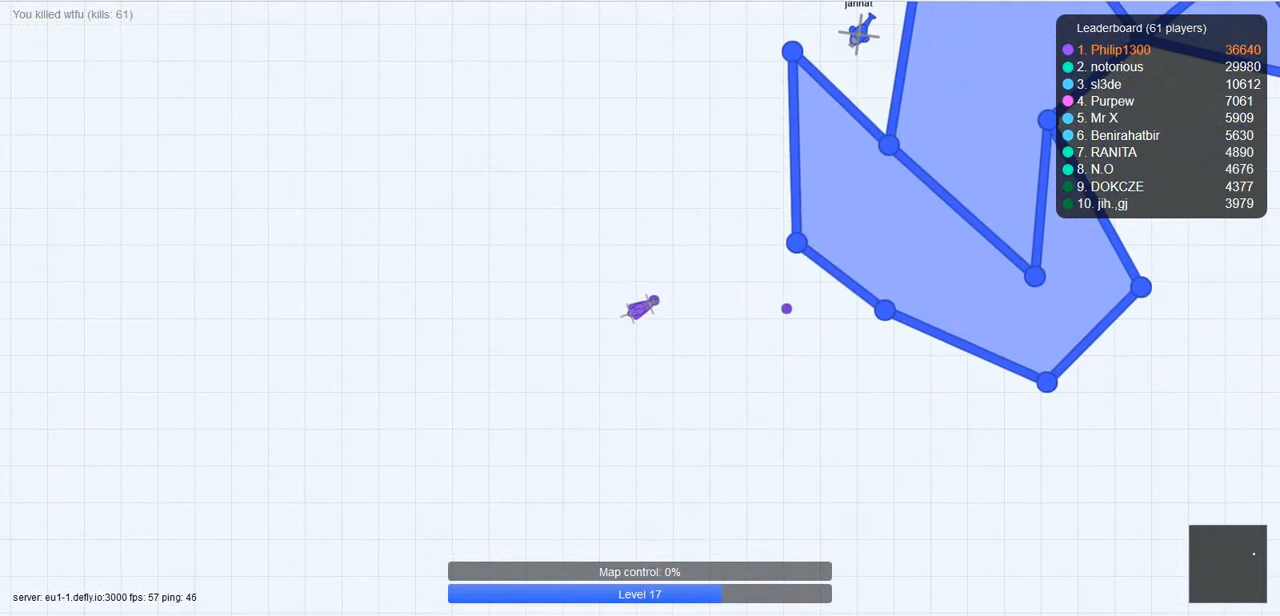 You killed wtfu (kills: 61)
jannat
Leaderboard (61 players)
1. Philip1300 36640
2. notorious 29980
3. sl3de 10612
4. Purpew 7061
5. Mr X 5909
6. Benirahatbir 5630
7. RANITA 4890
8. N.O 4676
9. DOKCZE 4377
10. jih.,gj 3979
Map control: 0%
Level 17
server: eu1-1.defly.io:3000 fps: 57 ping: 46